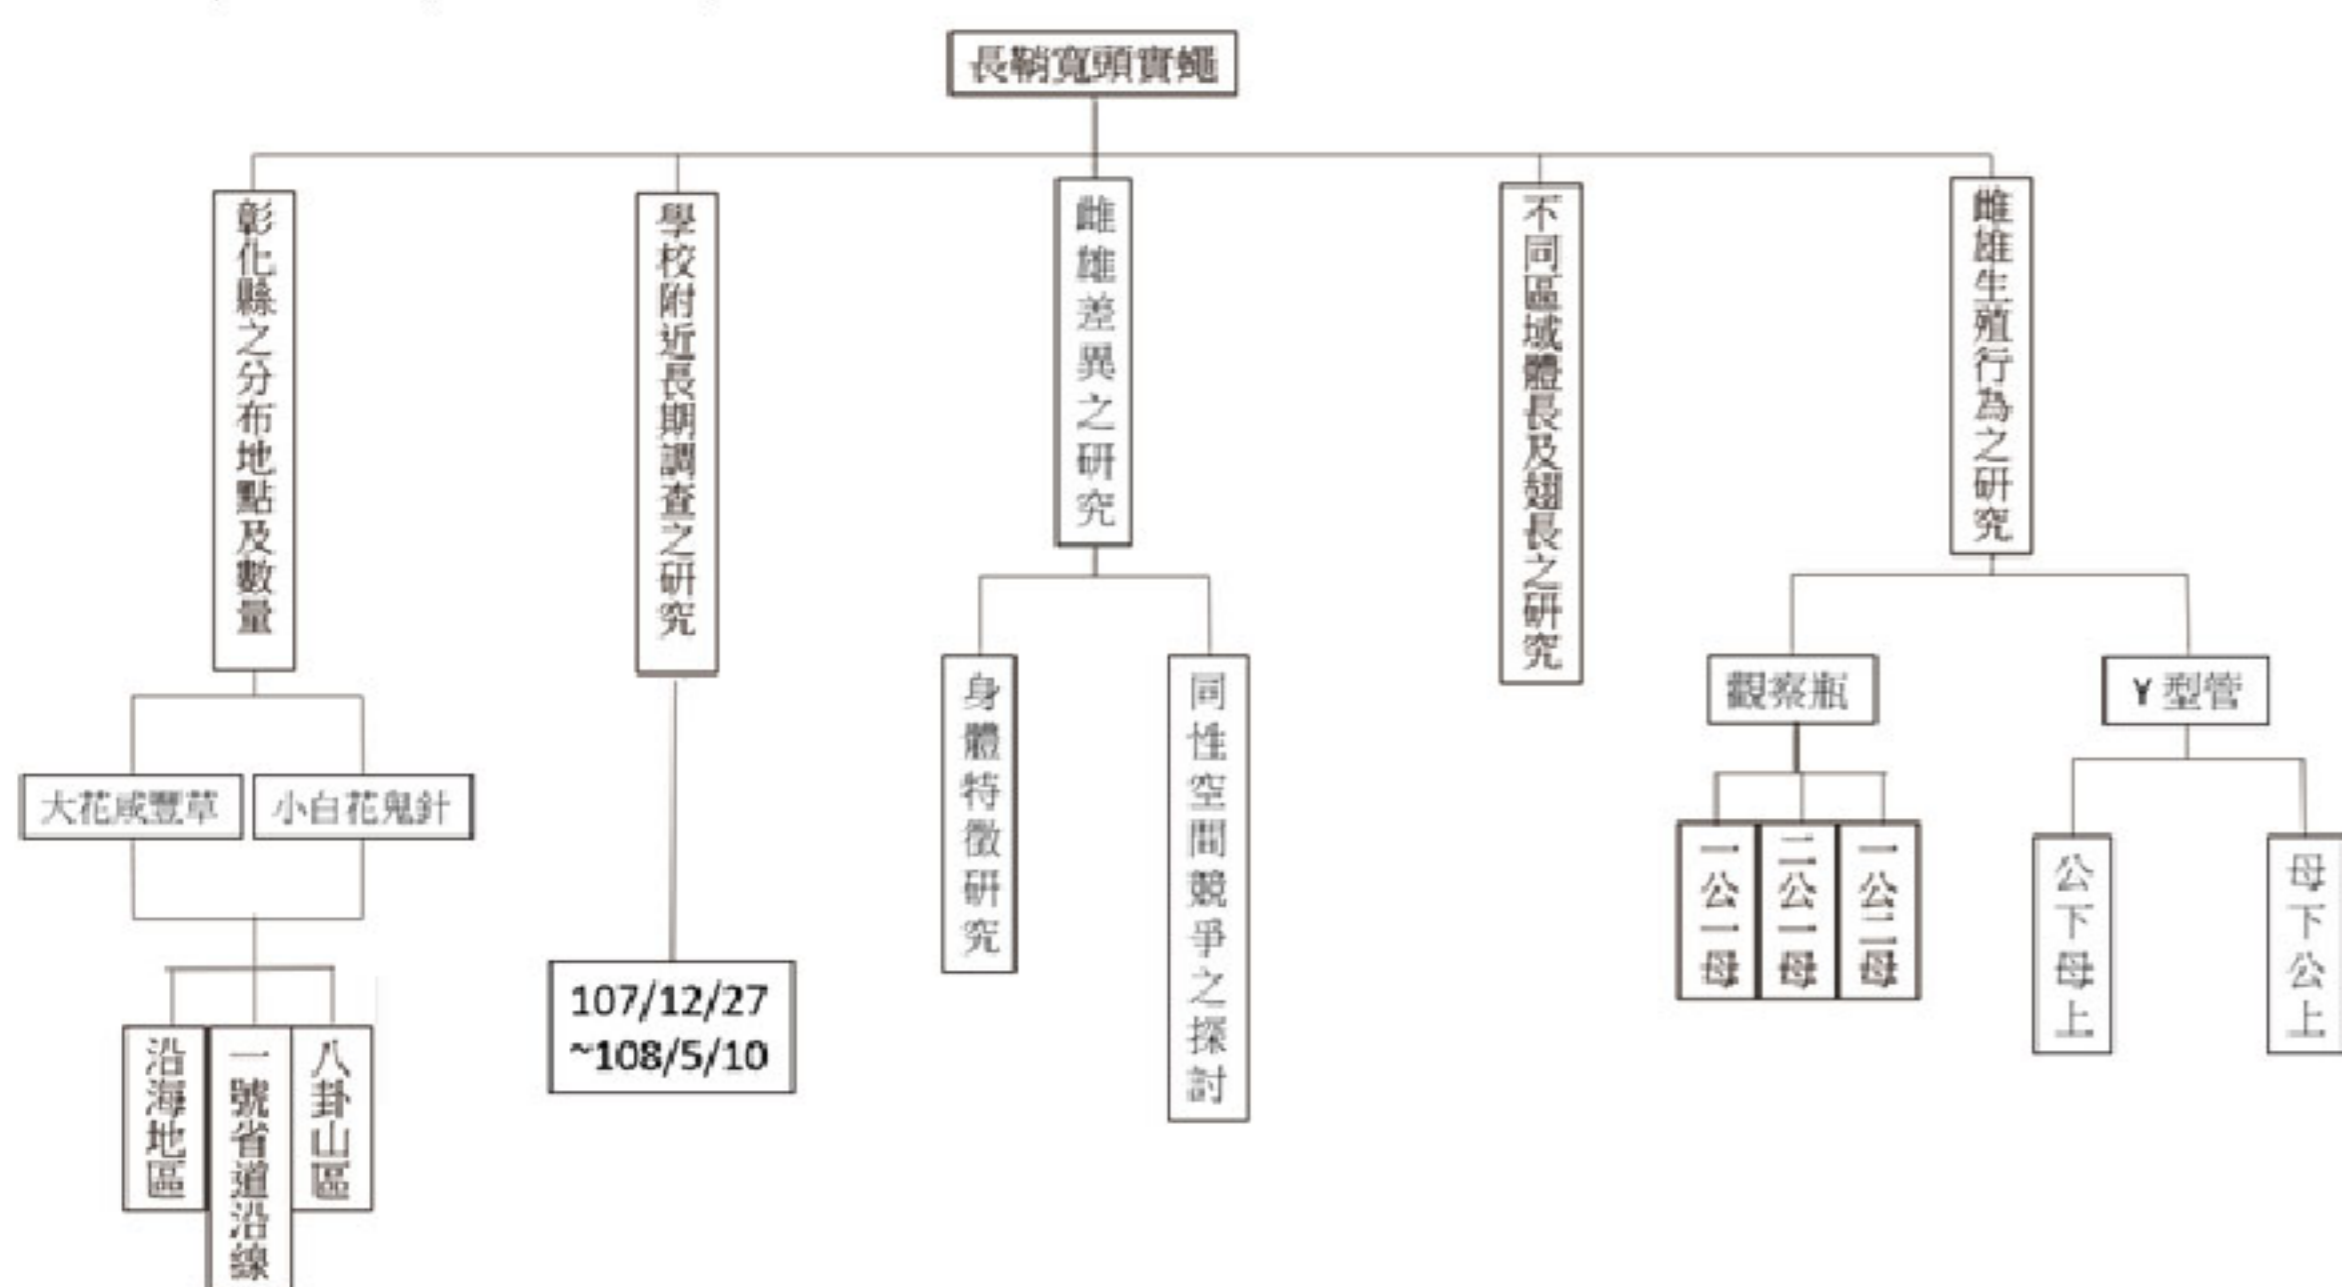 長鞘寬頭實蠅
彰化縣之分布地點及數量
學校附近長期調查之研究
雌雄差異之研究
不同區域體長及翅長之研究
雌雄生殖行為之研究
大花咸豐草
小白花鬼針
沿海地區
一號省道沿線
八卦山區
107/12/27
~108/5/10
身體特徵研究
同性空間競爭之探討
觀察瓶
Y型管
一公一母
二公一母
一公二母
公下母上
母下公上